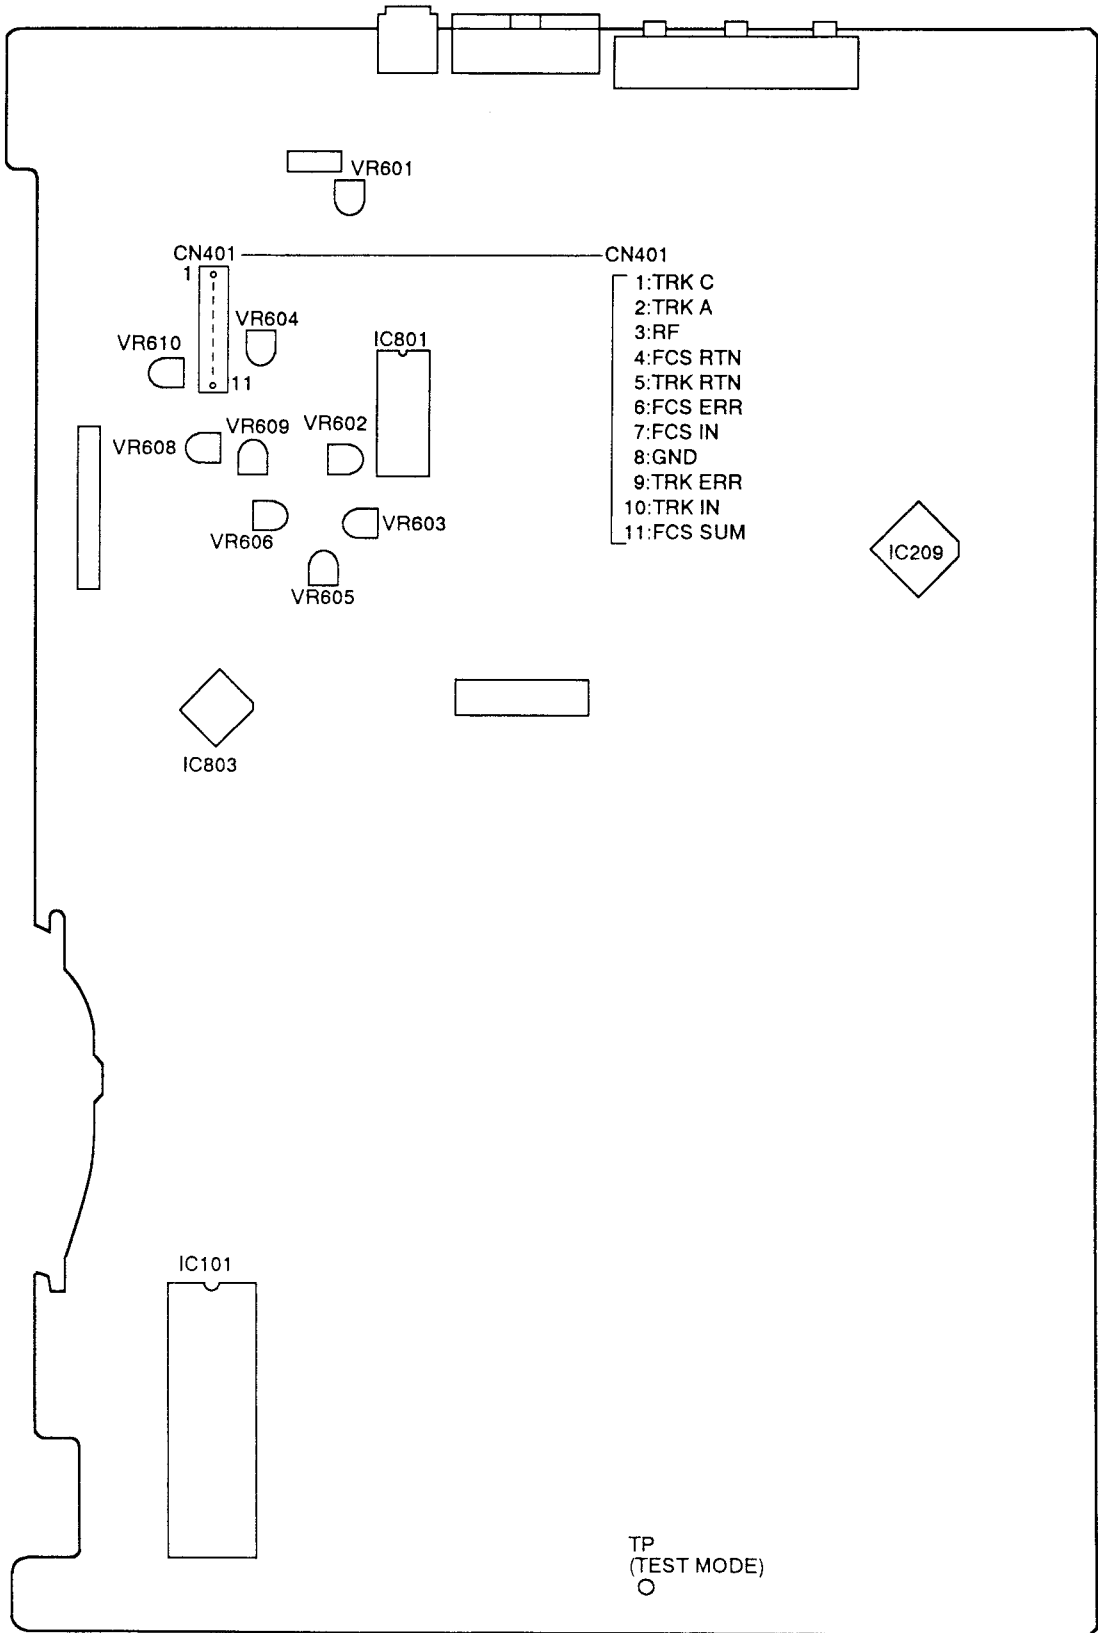 VR601
CN401
CN401
1
1:TRK C
2:TRK A
3:RF
4:FCS RTN
5:TRK RTN
6:FCS ERR
7:FCS IN
8:GND
9:TRK ERR
10:TRK IN
11:FCS SUM
VR604
VR610
IC801
11
VR609
VR602
VR608
VR606
VR603
VR605
IC209
IC803
IC101
TP
(TEST MODE)